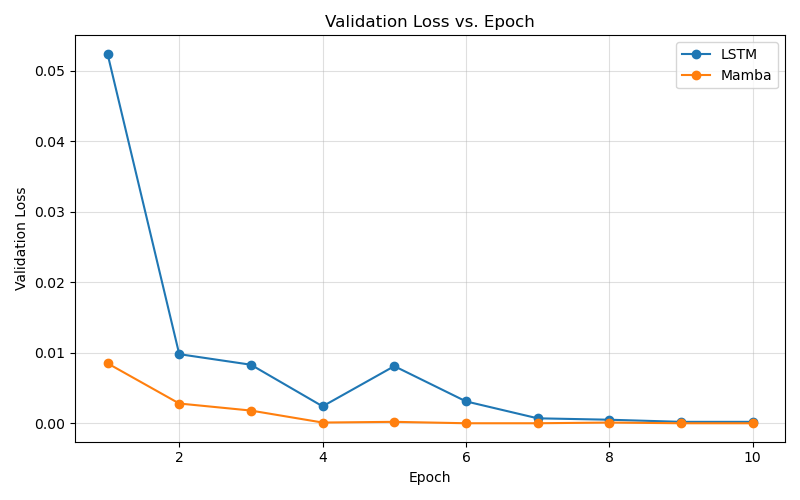 Validation Loss vs. Epoch
LSTM
Mamba
Validation Loss
0.05
0.04
0.03
0.02
0.01
0.00
2 4 6 8 10
Epoch